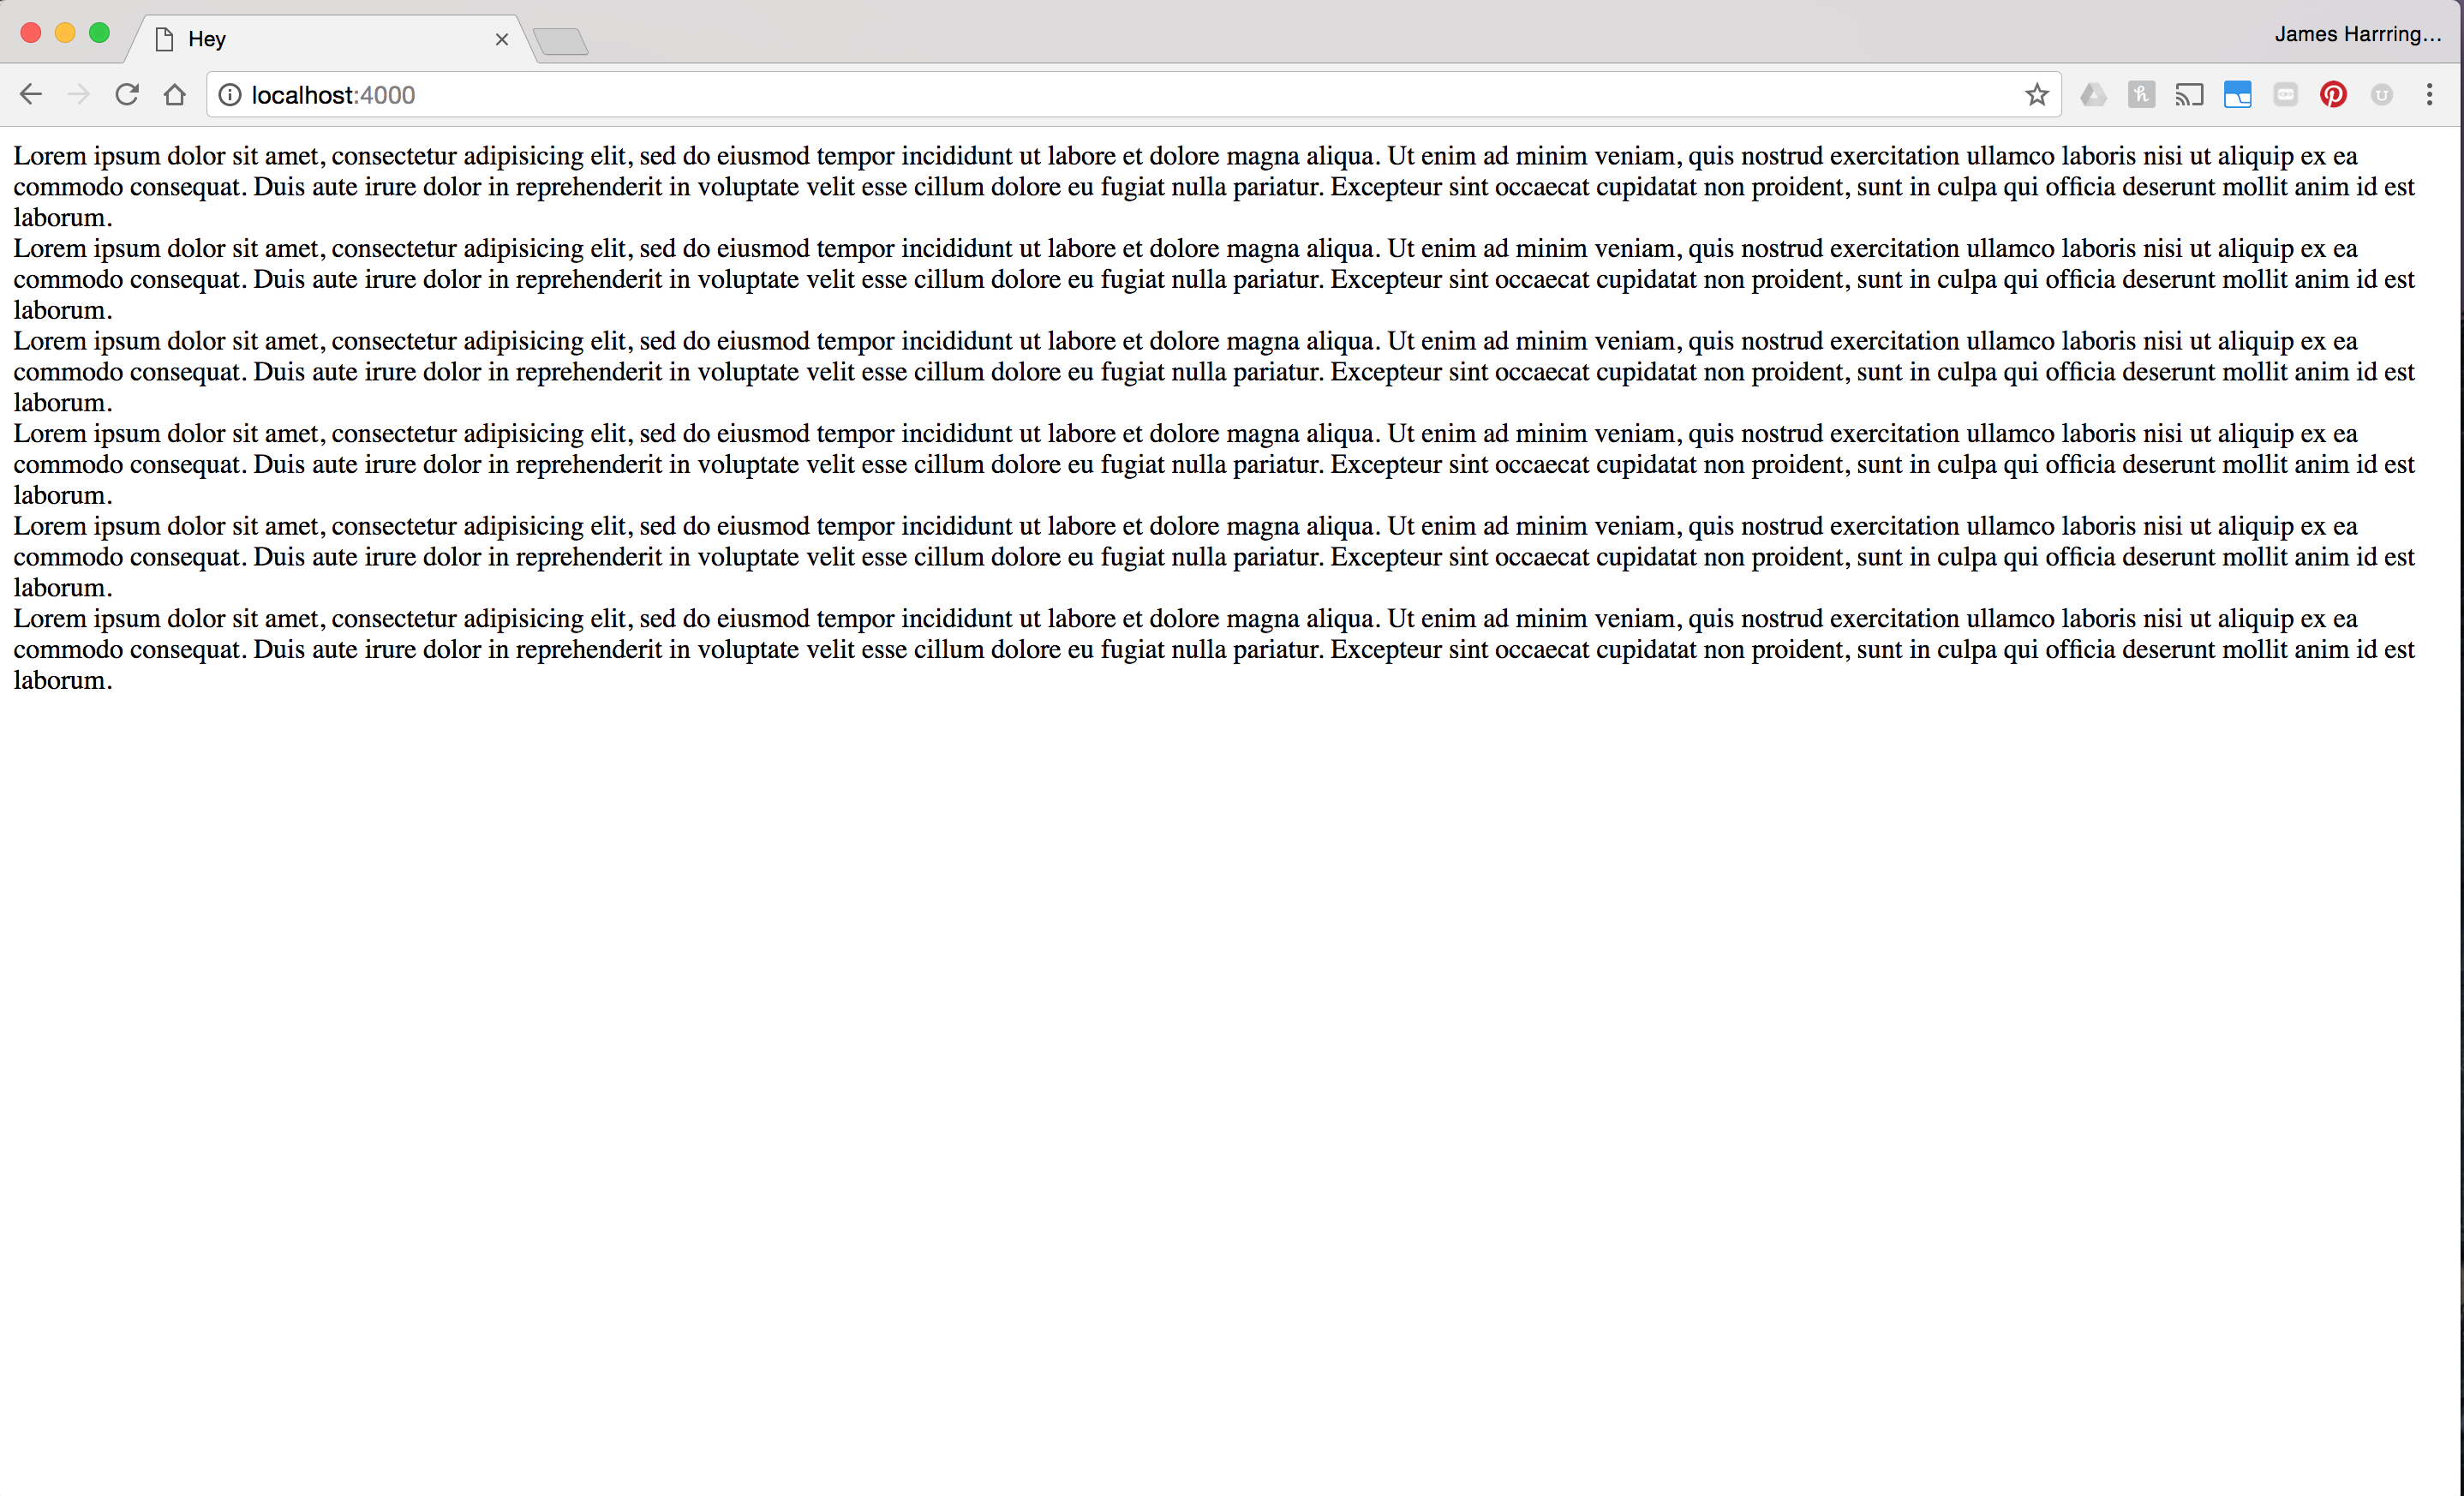 Hey
James Harrring...
localhost:4000
Lorem ipsum dolor sit amet, consectetur adipisicing elit, sed do eiusmod tempor incididunt ut labore et dolore magna aliqua. Ut enim ad minim veniam, quis nostrud exercitation ullamco laboris nisi ut aliquip ex ea
commodo consequat. Duis aute irure dolor in reprehenderit in voluptate velit esse cillum dolore eu fugiat nulla pariatur. Excepteur sint occaecat cupidatat non proident, sunt in culpa qui officia deserunt mollit anim id est
laborum.
Lorem ipsum dolor sit amet, consectetur adipisicing elit, sed do eiusmod tempor incididunt ut labore et dolore magna aliqua. Ut enim ad minim veniam, quis nostrud exercitation ullamco laboris nisi ut aliquip ex ea
commodo consequat. Duis aute irure dolor in reprehenderit in voluptate velit esse cillum dolore eu fugiat nulla pariatur. Excepteur sint occaecat cupidatat non proident, sunt in culpa qui officia deserunt mollit anim id est
laborum.
Lorem ipsum dolor sit amet, consectetur adipisicing elit, sed do eiusmod tempor incididunt ut labore et dolore magna aliqua. Ut enim ad minim veniam, quis nostrud exercitation ullamco laboris nisi ut aliquip ex ea
commodo consequat. Duis aute irure dolor in reprehenderit in voluptate velit esse cillum dolore eu fugiat nulla pariatur. Excepteur sint occaecat cupidatat non proident, sunt in culpa qui officia deserunt mollit anim id est
laborum.
Lorem ipsum dolor sit amet, consectetur adipisicing elit, sed do eiusmod tempor incididunt ut labore et dolore magna aliqua. Ut enim ad minim veniam, quis nostrud exercitation ullamco laboris nisi ut aliquip ex ea
commodo consequat. Duis aute irure dolor in reprehenderit in voluptate velit esse cillum dolore eu fugiat nulla pariatur. Excepteur sint occaecat cupidatat non proident, sunt in culpa qui officia deserunt mollit anim id est
laborum.
Lorem ipsum dolor sit amet, consectetur adipisicing elit, sed do eiusmod tempor incididunt ut labore et dolore magna aliqua. Ut enim ad minim veniam, quis nostrud exercitation ullamco laboris nisi ut aliquip ex ea
commodo consequat. Duis aute irure dolor in reprehenderit in voluptate velit esse cillum dolore eu fugiat nulla pariatur. Excepteur sint occaecat cupidatat non proident, sunt in culpa qui officia deserunt mollit anim id est
laborum.
Lorem ipsum dolor sit amet, consectetur adipisicing elit, sed do eiusmod tempor incididunt ut labore et dolore magna aliqua. Ut enim ad minim veniam, quis nostrud exercitation ullamco laboris nisi ut aliquip ex ea
commodo consequat. Duis aute irure dolor in reprehenderit in voluptate velit esse cillum dolore eu fugiat nulla pariatur. Excepteur sint occaecat cupidatat non proident, sunt in culpa qui officia deserunt mollit anim id est
laborum.